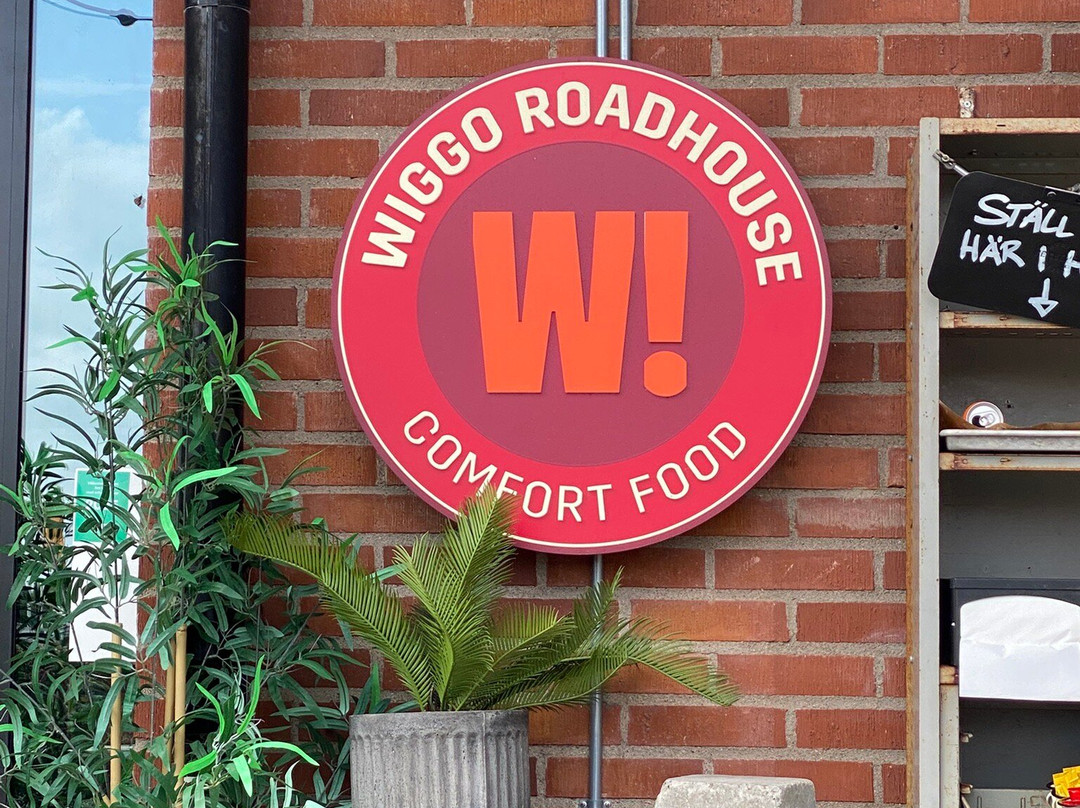 WIGGO ROADHOUSE
W!
COMFORT FOOD
STÄLL
HÄR I